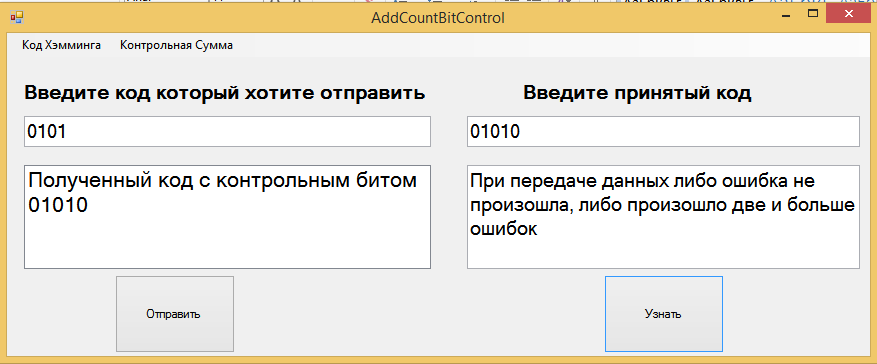 AddCountBitControl
Код Хэмминга Контрольная Сумма
Введите код который хотите отправить
0101
Полученный код с контрольным битом
01010
Отправить
Введите принятый код
01010
При передаче данных либо ошибка не
произошла, либо произошло две и больше
ошибок
Узнать